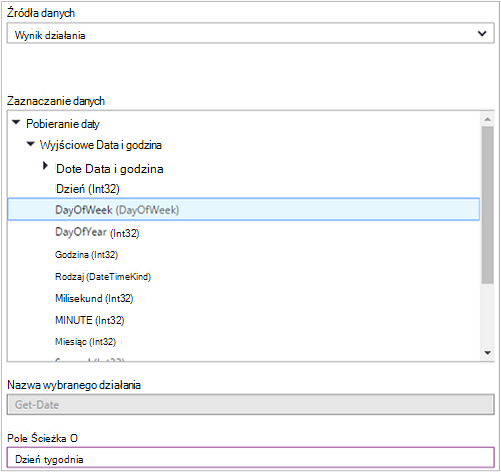 Źródła danych
Wynik działania
Zaznaczanie danych
Pobieranie daty
Wyjściowe Data i godzina
Dote Data i godzina
Dzień (Int32)
DayOfWeek (DayOfWeek)
DayOfYear (Int32)
Godzina (Int32)
Rodzaj (DateTimeKind)
Milisekund (Int32)
MINUTE (Int32)
Miesiąc (Int32)
Nazwa wybranego działania
Get-Date
Pole Ścieżka O
Dzień tygodnia